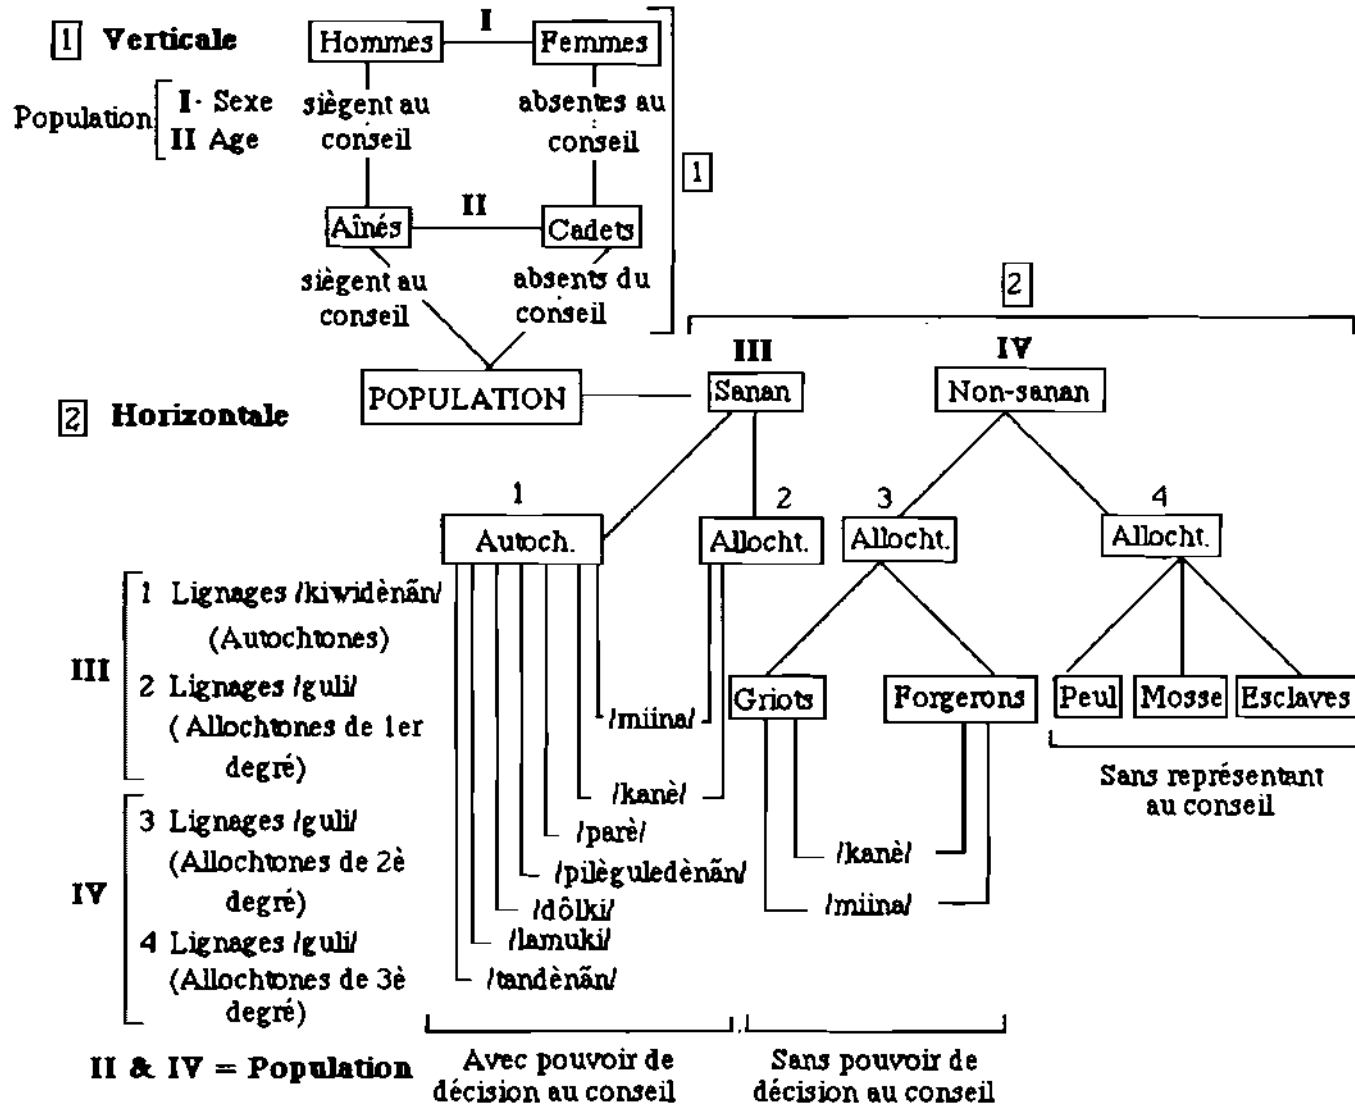 1 Verticale
Hommes I Femmes
Population
I- Sexe
II Age
siègent au
conseil
absentes au
conseil
1
Aînés II Cadets
siègent au
conseil
absents du
conseil
2
III IV
POPULATION Sanan Non-sanan
2 Horizontale
1 2 3 4
Autoch. Allocht. Allocht. Allocht.
III
1 Lignages /kiwidènãn/
(Autochtones)
2 Lignages /guli/
(Allochtones de 1er
degré)
IV
3 Lignages /guli/
(Allochtones de 2è
degré)
4 Lignages /guli/
(Allochtones de 3è
degré)
Griots Forgerons Peul Mosse Esclaves
/miina/
/kanè/
/parè/
/pilèguledènãn/
/dôlki/
/lamuki/
/tandènãn/
/kanè/
/miina/
Sans représentant
au conseil
II & IV = Population
Avec pouvoir de
décision au conseil
Sans pouvoir de
décision au conseil